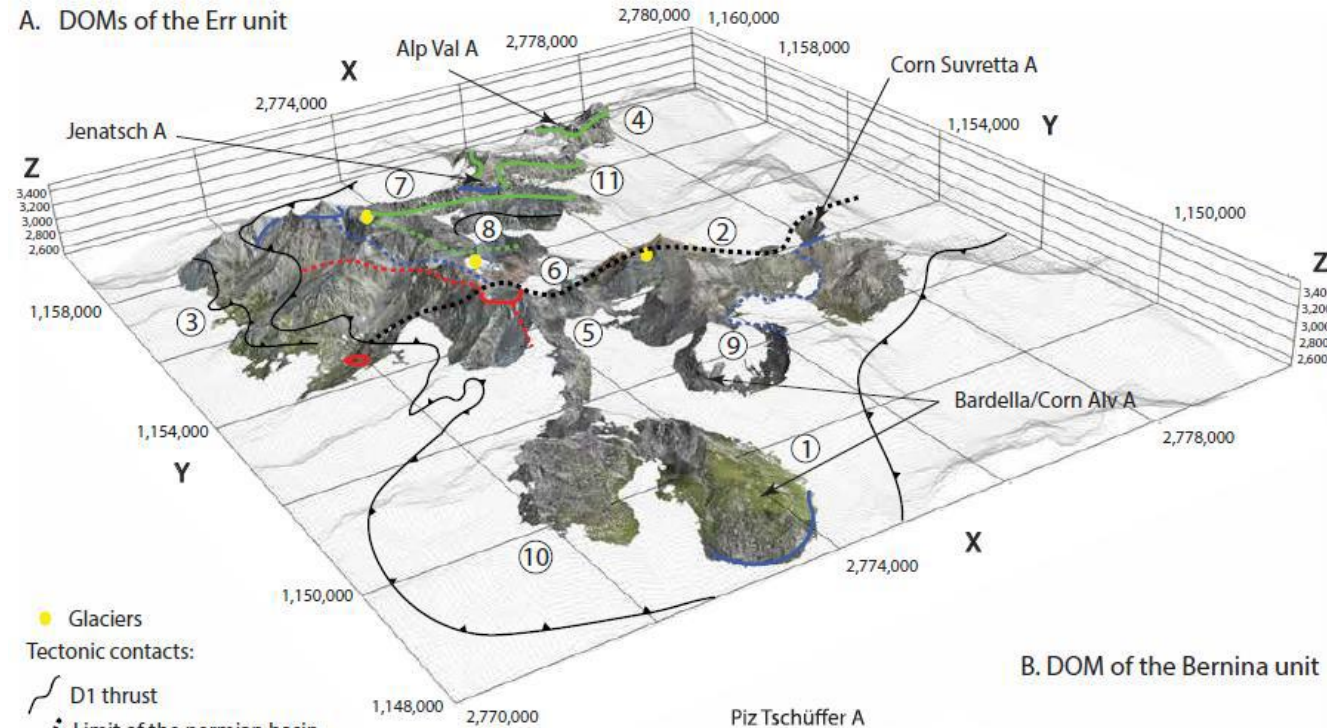 A. DOMs of the Err unit
2,780,000
1,160,000
2,778,000
1,158,000
Alp Val A
X
Corn Suvretta A
2,774,000
④
1,154,000
Y
Jenatsch A
Z
3,400
3,200
3,000
2,800
2,600
⑦
⑪
1,150,000
⑧
②
⑥
Z
3,400
3,200
3,000
2,800
2,600
1,158,000
③
⑤
⑨
Bardella/Corn Alv A
2,778,000
1,154,000
①
Y
X
⑩
2,774,000
1,150,000
Glaciers
Tectonic contacts:
B. DOM of the Bernina unit
D1 thrust
1,148,000
2,770,000
Piz Tschüffer A
Limit of the permian basin